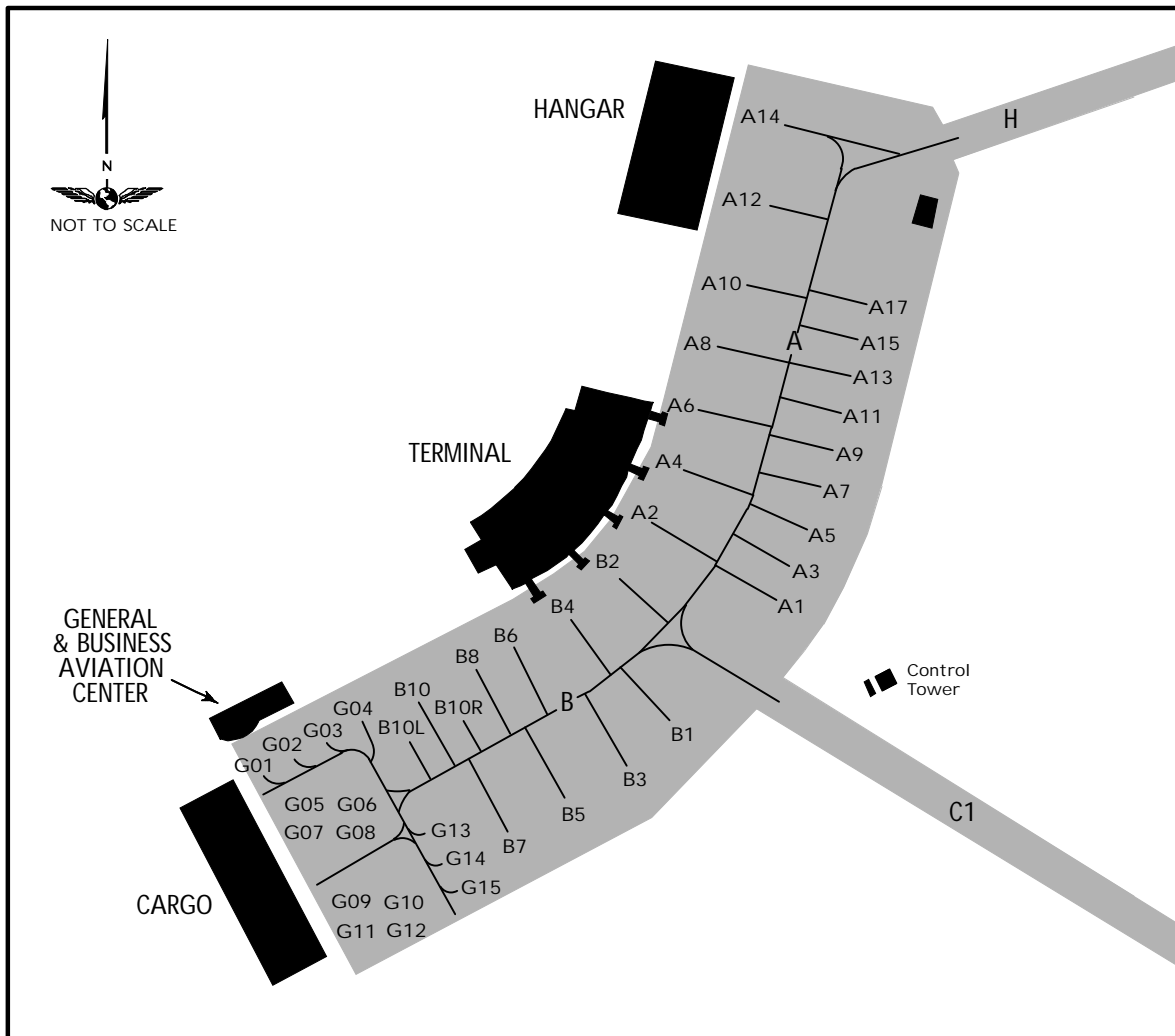 HANGAR
A14
H
N
NOT TO SCALE
A12
A10
A17
A
A15
A8
A13
A6
A11
TERMINAL
A9
A4
A7
A2
A5
B2
A3
A1
B4
GENERAL
& BUSINESS
AVIATION
CENTER
B6
B8
Control
Tower
B10
B
G04
B10R
B10L
B1
G03
G02
G01
B3
G05 G06
B5
C1
G07 G08
G13
B7
G14
G15
CARGO
G09 G10
G11 G12